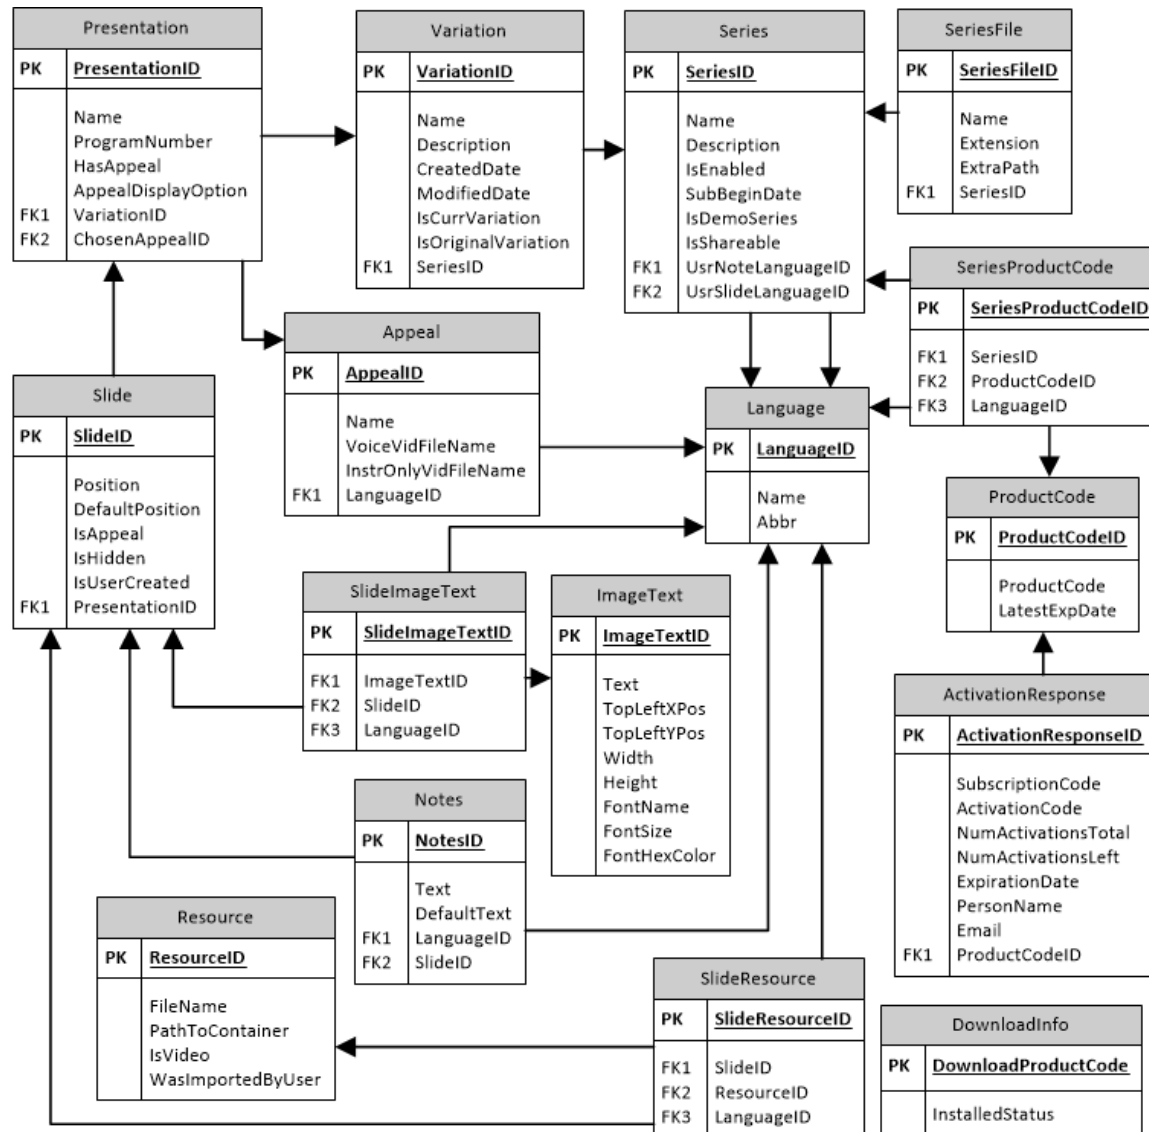 Presentation
PK PresentationID
Name
ProgramNumber
HasAppeal
AppealDisplayOption
FK1 VariationID
FK2 ChosenAppealID
Variation
PK VariationID
Name
Description
CreatedDate
ModifiedDate
IsCurrVariation
IsOriginalVariation
FK1 SeriesID
Series
PK SeriesID
Name
Description
IsEnabled
SubBeginDate
IsDemoSeries
IsShareable
FK1 UsrNoteLanguageID
FK2 UsrSlideLanguageID
SeriesFile
PK SeriesFileID
Name
Extension
ExtraPath
FK1 SeriesID
SeriesProductCode
PK SeriesProductCodeID
FK1 SeriesID
FK2 ProductCodeID
FK3 LanguageID
Appeal
PK AppealID
Name
VoiceVidFileName
InstrOnlyVidFileName
FK1 LanguageID
Slide
PK SlideID
Position
DefaultPosition
IsAppeal
IsHidden
IsUserCreated
FK1 PresentationID
Language
PK LanguageID
Name
Abbr
ProductCode
PK ProductCodeID
ProductCode
LatestExpDate
SlideImageText
PK SlideImageTextID
FK1 ImageTextID
FK2 SlideID
FK3 LanguageID
ImageText
PK ImageTextID
Text
TopLeftXPos
TopLeftYPos
Width
Height
FontName
FontSize
FontHexColor
ActivationResponse
PK ActivationResponseID
SubscriptionCode
ActivationCode
NumActivationsTotal
NumActivationsLeft
ExpirationDate
PersonName
Email
FK1 ProductCodeID
Notes
PK NotesID
Text
DefaultText
FK1 LanguageID
FK2 SlideID
Resource
PK ResourceID
FileName
PathToContainer
IsVideo
WasImportedByUser
SlideResource
PK SlideResourceID
FK1 SlideID
FK2 ResourceID
FK3 LanguageID
DownloadInfo
PK DownloadProductCode
InstalledStatus